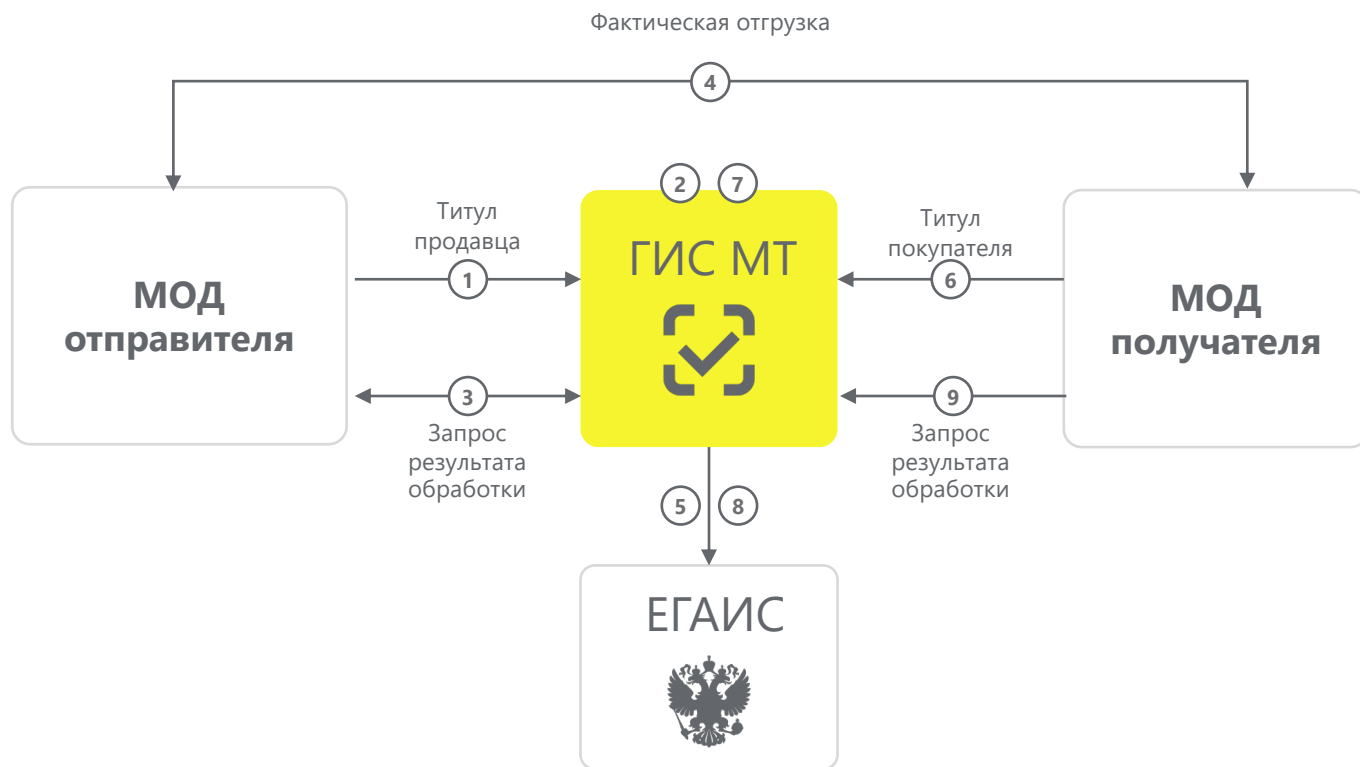 Фактическая отгрузка
4
2 7
Титул
продавца
1
Титул
покупателя
6
ГИС МТ
МОД
отправителя
МОД
получателя
3
Запрос
результата
обработки
9
Запрос
результата
обработки
5 8
ЕГАИС